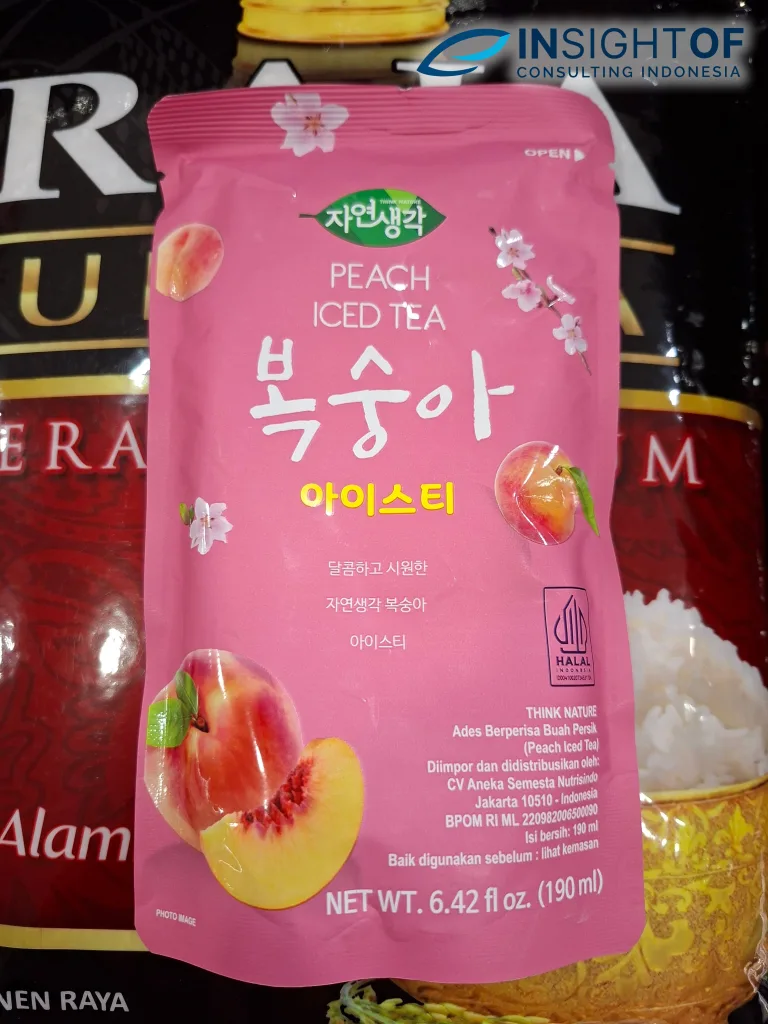 INSIGHTOF
CONSULTING INDONESIA
RAJA
OPEN
THINK NATURE
자연생각
PEACH
ICED TEA
복숭아
아이스티
달콤하고 시원한
자연생각 복숭아
아이스티
HALAL
INDONESIA
THINK NATURE
Ades Berperisa Buah Persik
(Peach Iced Tea)
Diimpor dan didistribusikan oleh:
CV Aneka Semesta Nutrisindo
Jakarta 10510 - Indonesia
BPOM RI ML 220982006500090
Isi bersih: 190 ml
Baik digunakan sebelum : lihat kemasan
NET WT. 6.42 fl oz. (190 ml)
PHOTO IMAGE
Alam
NEN RAYA